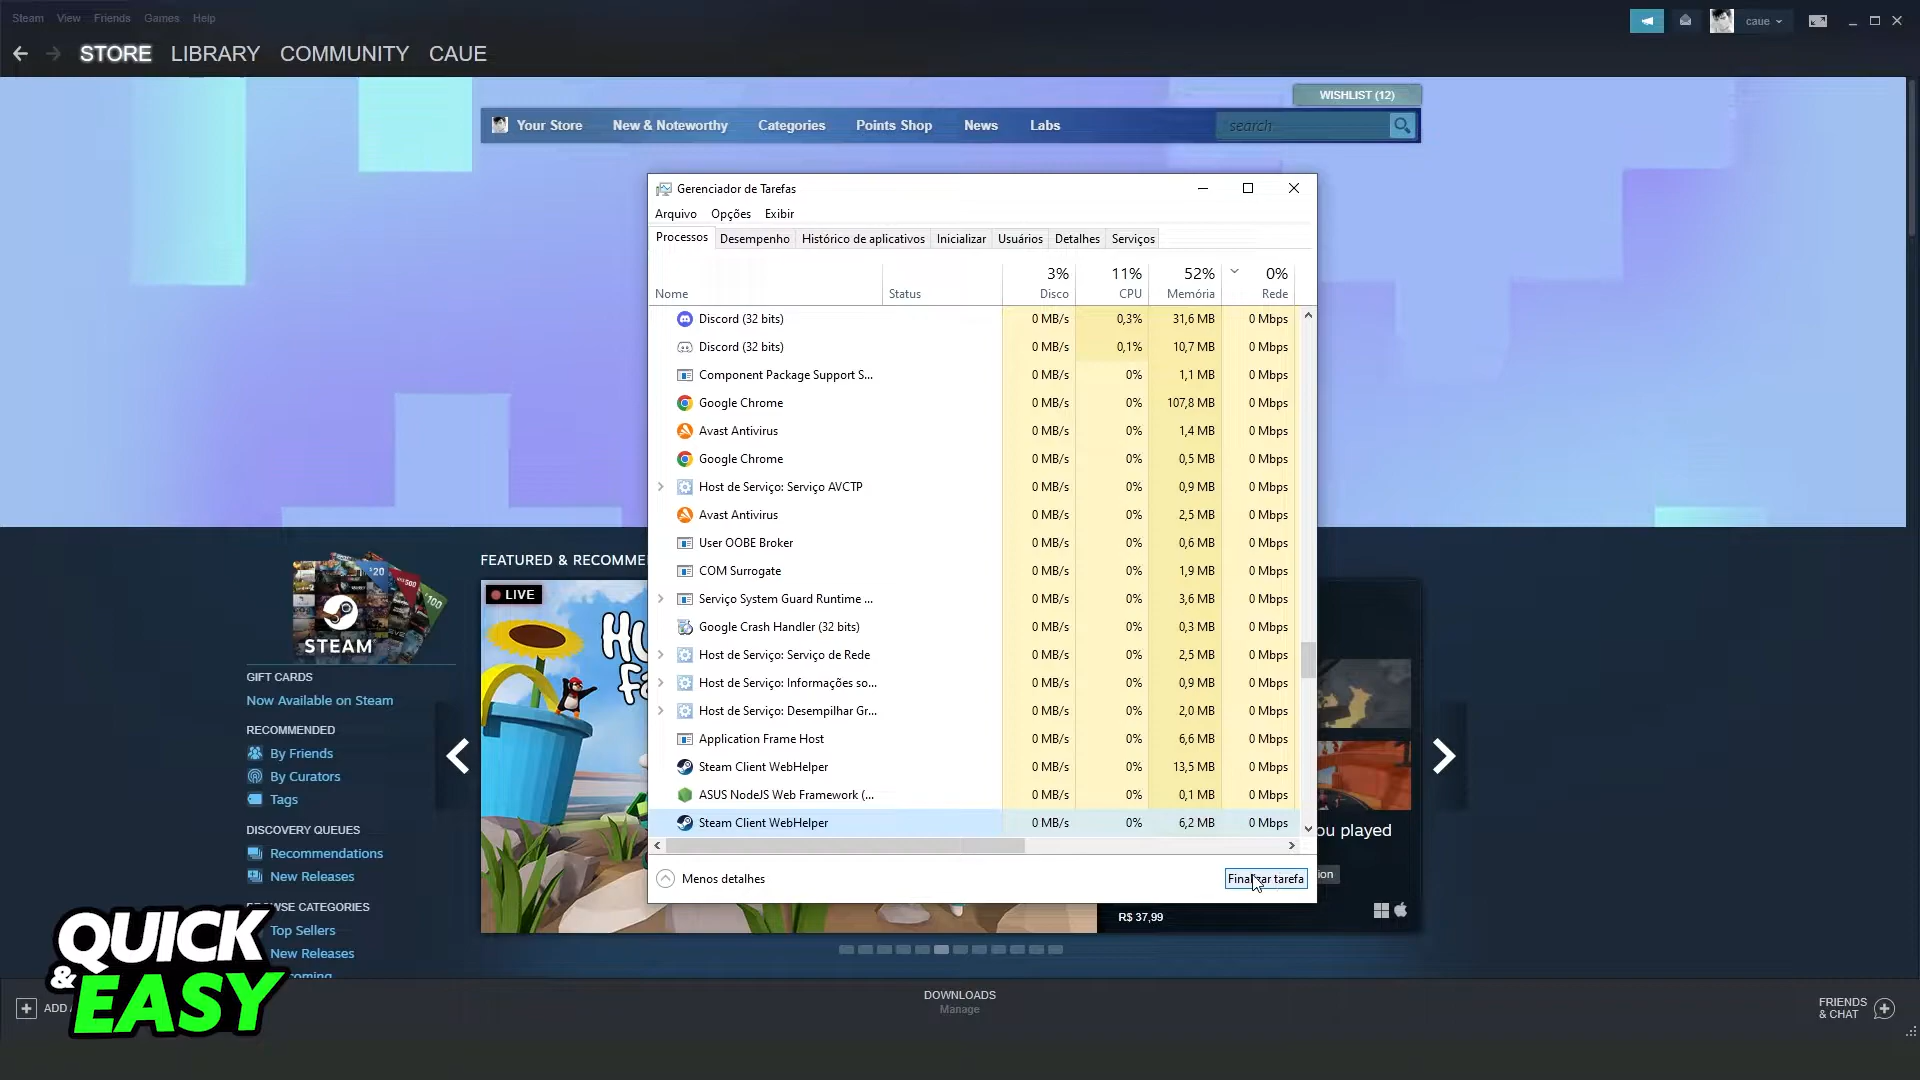 Steam View Friends Games Help
caue
STORE LIBRARY COMMUNITY CAUE
WISHLIST (12)
Your Store New & Noteworthy Categories Points Shop News Labs
search
Gerenciador de Tarefas
Arquivo Opções Exibir
Processos Desempenho Histórico de aplicativos Inicializar Usuários Detalhes Serviços
3% 11% 52% 0%
Nome Status Disco CPU Memória Rede
Discord (32 bits) 0 MB/s 0,3% 31,6 MB 0 Mbps
Discord (32 bits) 0 MB/s 0,1% 10,7 MB 0 Mbps
Component Package Support S... 0 MB/s 0% 1,1 MB 0 Mbps
Google Chrome 0 MB/s 0% 107,8 MB 0 Mbps
Avast Antivirus 0 MB/s 0% 1,4 MB 0 Mbps
Google Chrome 0 MB/s 0% 0,5 MB 0 Mbps
Host de Serviço: Serviço AVCTP 0 MB/s 0% 0,9 MB 0 Mbps
Avast Antivirus 0 MB/s 0% 2,5 MB 0 Mbps
User OOBE Broker 0 MB/s 0% 0,6 MB 0 Mbps
COM Surrogate 0 MB/s 0% 1,9 MB 0 Mbps
Serviço System Guard Runtime ... 0 MB/s 0% 3,6 MB 0 Mbps
Google Crash Handler (32 bits) 0 MB/s 0% 0,3 MB 0 Mbps
Host de Serviço: Serviço de Rede 0 MB/s 0% 2,5 MB 0 Mbps
Host de Serviço: Informações so... 0 MB/s 0% 0,9 MB 0 Mbps
Host de Serviço: Desempilhar Gr... 0 MB/s 0% 2,0 MB 0 Mbps
Application Frame Host 0 MB/s 0% 6,6 MB 0 Mbps
Steam Client WebHelper 0 MB/s 0% 13,5 MB 0 Mbps
ASUS NodeJS Web Framework (... 0 MB/s 0% 0,1 MB 0 Mbps
Steam Client WebHelper 0 MB/s 0% 6,2 MB 0 Mbps
Menos detalhes
Finalizar tarefa
FEATURED & RECOMME
LIVE
HU
Fa
ou played
ion
R$ 37,99
$20
$100
STEAM
GIFT CARDS
Now Available on Steam
RECOMMENDED
By Friends
By Curators
Tags
DISCOVERY QUEUES
Recommendations
New Releases
WSE CATEGORIES
Top Sellers
New Releases
coming
QUICK
& EASY
ADD
DOWNLOADS
Manage
FRIENDS
& CHAT